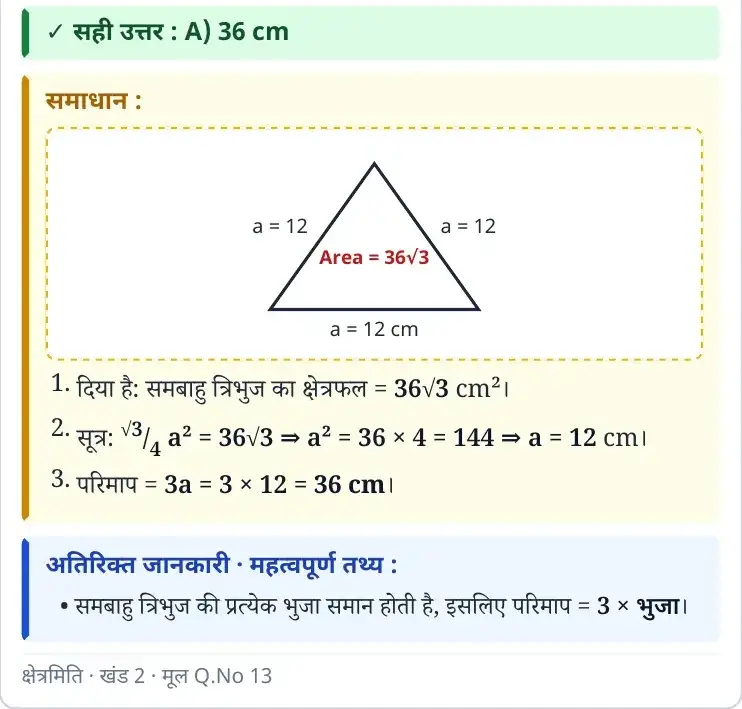 ✓ सही उत्तर : A) 36 cm
समाधान :
a = 12
a = 12
Area = 36√3
a = 12 cm
1. दिया है: समबाहु त्रिभुज का क्षेत्रफल = 36√3 cm²।
2. सूत्र: √3/4 a² = 36√3 ⇒ a² = 36 × 4 = 144 ⇒ a = 12 cm।
3. परिमाप = 3a = 3 × 12 = 36 cm।
अतिरिक्त जानकारी · महत्वपूर्ण तथ्य :
• समबाहु त्रिभुज की प्रत्येक भुजा समान होती है, इसलिए परिमाप = 3 × भुजा।
क्षेत्रमिति · खंड 2 · मूल Q.No 13